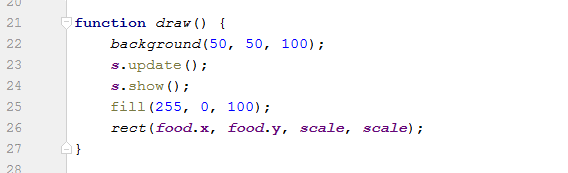 20
21 function draw() {
22 background(50, 50, 100);
23 s.update();
24 s.show();
25 fill(255, 0, 100);
26 rect(food.x, food.y, scale, scale);
27 }
28